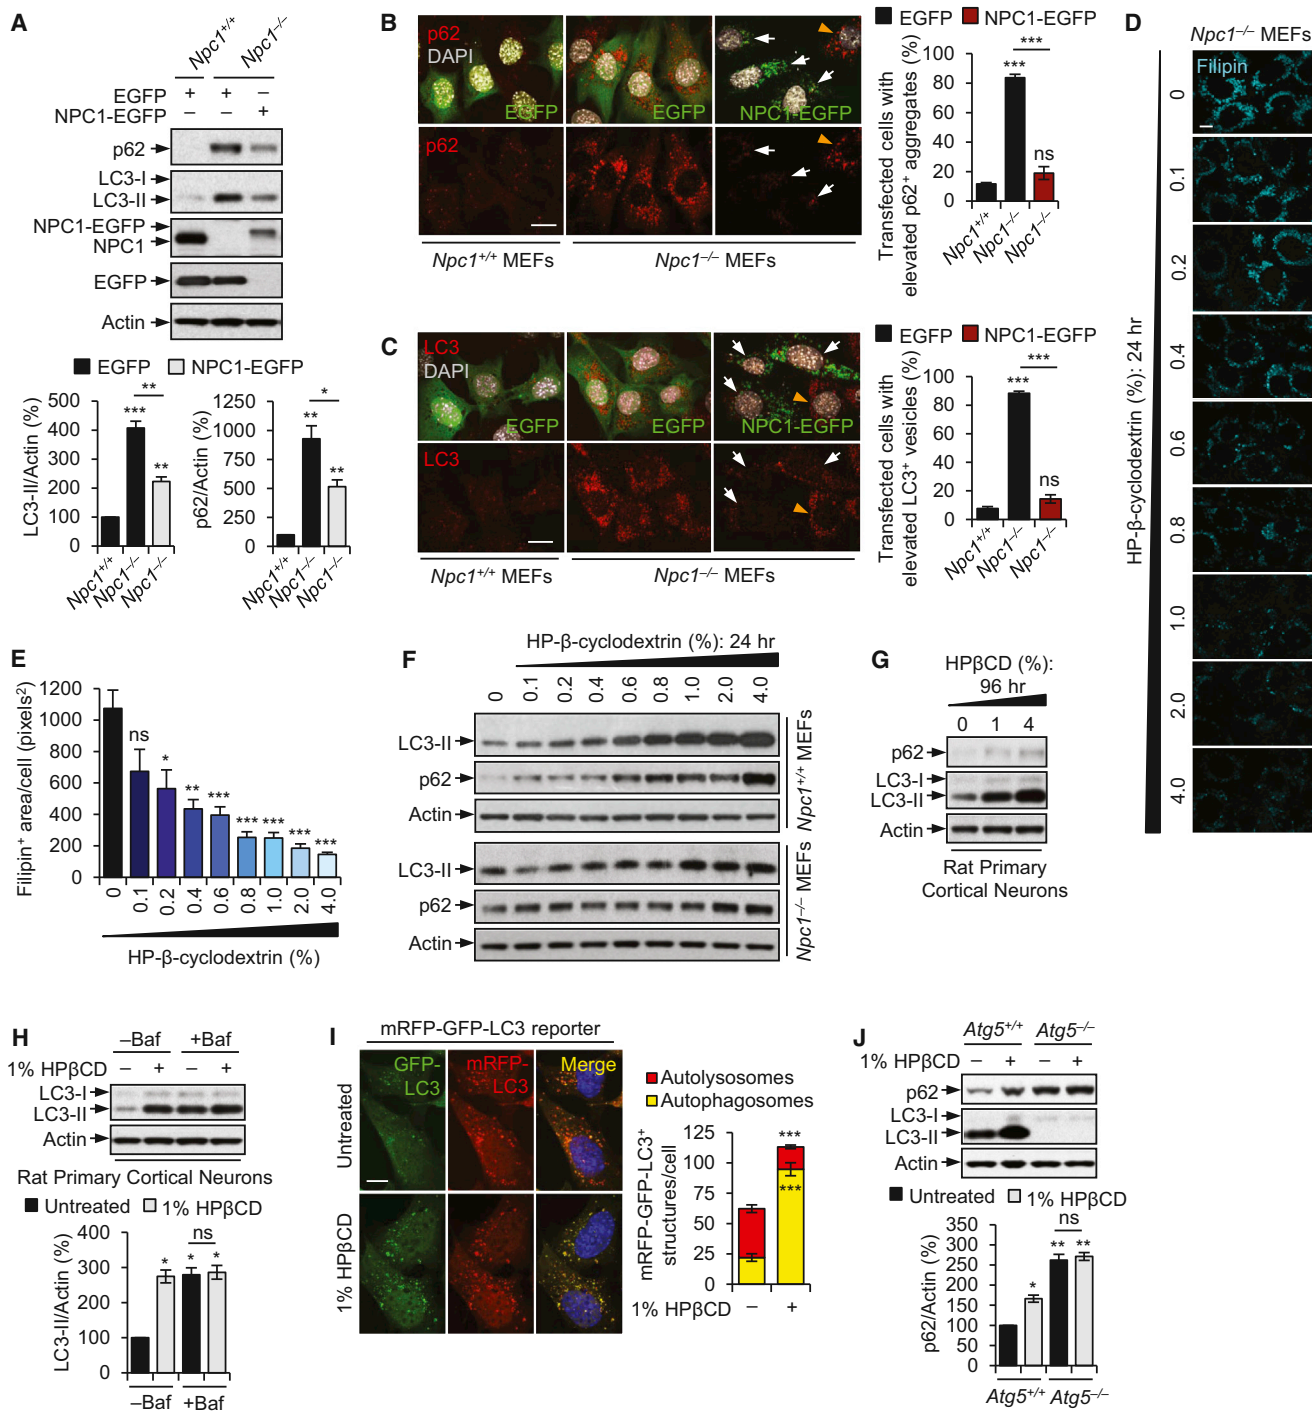 A
Npc1+/+
Npc1–/–
EGFP + + –
NPC1-EGFP – – +
p62
LC3-I
LC3-II
NPC1-EGFP
NPC1
EGFP
Actin
EGFP NPC1-EGFP
LC3-II/Actin (%)
500
400
300
200
100
0
***
**
**
Npc1+/+
Npc1–/–
Npc1–/–
p62/Actin (%)
1250
1000
750
500
250
0
**
*
**
Npc1+/+
Npc1–/–
Npc1–/–
B
p62
DAPI
EGFP
EGFP
NPC1-EGFP
p62
Npc1+/+ MEFs
Npc1–/– MEFs
EGFP NPC1-EGFP
Transfected cells with
elevated p62+ aggregates (%)
100
80
60
40
20
0
***
***
ns
Npc1+/+
Npc1–/–
Npc1–/–
C
LC3
DAPI
EGFP
EGFP
NPC1-EGFP
LC3
Npc1+/+ MEFs
Npc1–/– MEFs
EGFP NPC1-EGFP
Transfected cells with
elevated LC3+ vesicles (%)
100
80
60
40
20
0
***
***
ns
Npc1+/+
Npc1–/–
Npc1–/–
D
Npc1–/– MEFs
Filipin
HP-β-cyclodextrin (%): 24 hr
0
0.1
0.2
0.4
0.6
0.8
1.0
2.0
4.0
E
Filipin+ area/cell (pixels2)
1200
1000
800
600
400
200
0
ns
*
**
***
***
***
***
***
0 0.1 0.2 0.4 0.6 0.8 1.0 2.0 4.0
HP-β-cyclodextrin (%)
F
HP-β-cyclodextrin (%): 24 hr
0 0.1 0.2 0.4 0.6 0.8 1.0 2.0 4.0
LC3-II
p62
Actin
Npc1+/+ MEFs
LC3-II
p62
Actin
Npc1–/– MEFs
G
HPβCD (%):
96 hr
0 1 4
p62
LC3-I
LC3-II
Actin
Rat Primary
Cortical Neurons
H
–Baf +Baf
1% HPβCD – + – +
LC3-I
LC3-II
Actin
Rat Primary Cortical Neurons
Untreated 1% HPβCD
LC3-II/Actin (%)
400
300
200
100
0
*
*
ns
*
–Baf +Baf
I
mRFP-GFP-LC3 reporter
GFP-
LC3
mRFP-
LC3
Merge
Untreated
1% HPβCD
Autolysosomes
Autophagosomes
mRFP-GFP-LC3+
structures/cell
125
100
75
50
25
0
***
***
1% HPβCD – +
J
Atg5+/+ Atg5–/–
1% HPβCD – + – +
p62
LC3-I
LC3-II
Actin
Untreated 1% HPβCD
p62/Actin (%)
350
300
250
200
150
100
50
0
*
**
ns
**
Atg5+/+ Atg5–/–